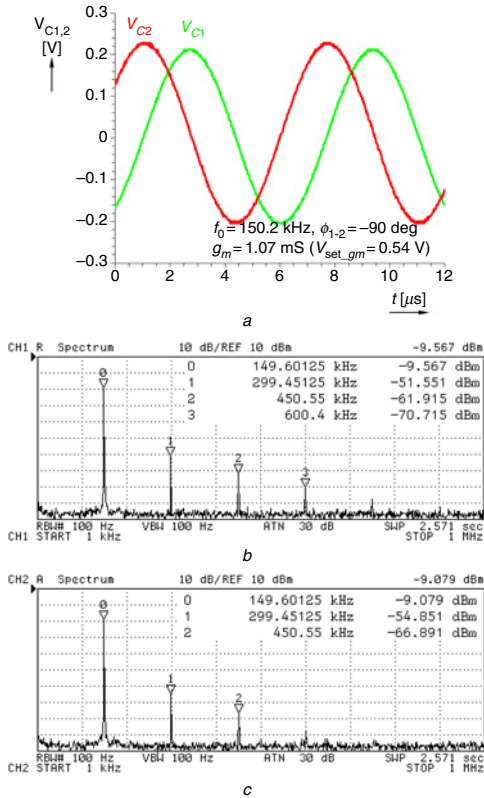 V_C1,2 [V]
0.3
V_C2 V_C1
0.2
0.1
0
–0.1
–0.2
–0.3
f_0 = 150.2 kHz, ϕ_1-2 = –90 deg
g_m = 1.07 mS (V_set_gm = 0.54 V)
0 2 4 6 8 10 12
t [µs]
a
CH1 R Spectrum 10 dB/REF 10 dBm -9.567 dBm
0 149.60125 kHz -9.567 dBm
1 299.45125 kHz -51.551 dBm
2 450.55 kHz -61.915 dBm
3 600.4 kHz -70.715 dBm
0
1
2
3
RBW# 100 Hz VBW 100 Hz ATN 30 dB SWP 2.571 sec
CH1 START 1 kHz STOP 1 MHz
b
CH2 A Spectrum 10 dB/REF 10 dBm -9.079 dBm
0 149.60125 kHz -9.079 dBm
1 299.45125 kHz -54.851 dBm
2 450.55 kHz -66.891 dBm
0
1
2
RBW# 100 Hz VBW 100 Hz ATN 30 dB SWP 2.571 sec
CH2 START 1 kHz STOP 1 MHz
c